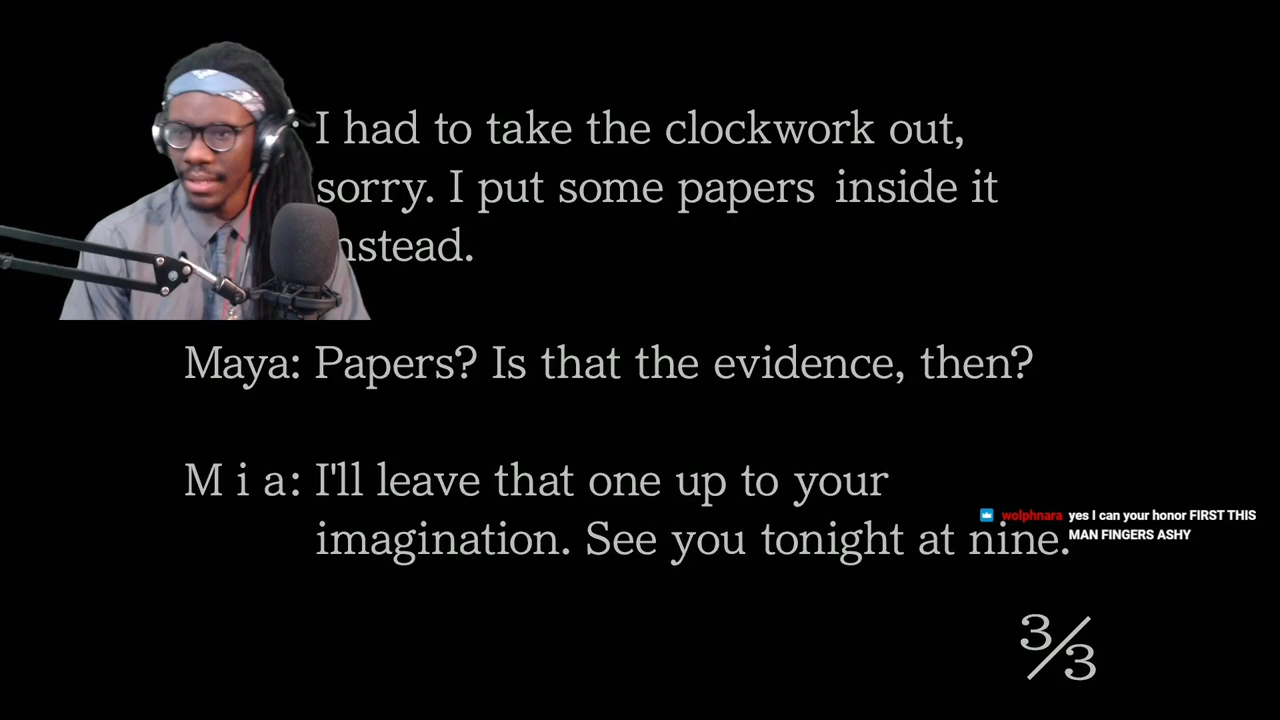 : I had to take the clockwork out,
sorry. I put some papers inside it
nstead.
Maya: Papers? Is that the evidence, then?
M i a: I'll leave that one up to your
imagination. See you tonight at nine.
wolphnara yes I can your honor FIRST THIS
MAN FINGERS ASHY
3/3